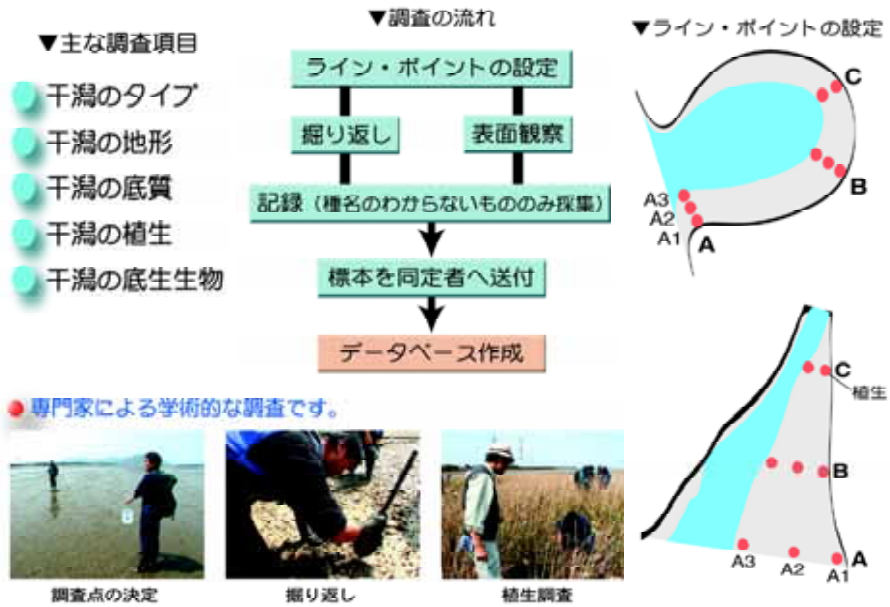 ▼主な調査項目
干潟のタイプ
干潟の地形
干潟の底質
干潟の植生
干潟の底生生物
▼調査の流れ
ライン・ポイントの設定
掘り返し
表面観察
記録（種名のわからないもののみ採集）
標本を同定者へ送付
データベース作成
▼ライン・ポイントの設定
C
B
A3
A2
A1
A
C
植生
B
A
A3
A2
A1
専門家による学術的な調査です。
調査点の決定
掘り返し
植生調査